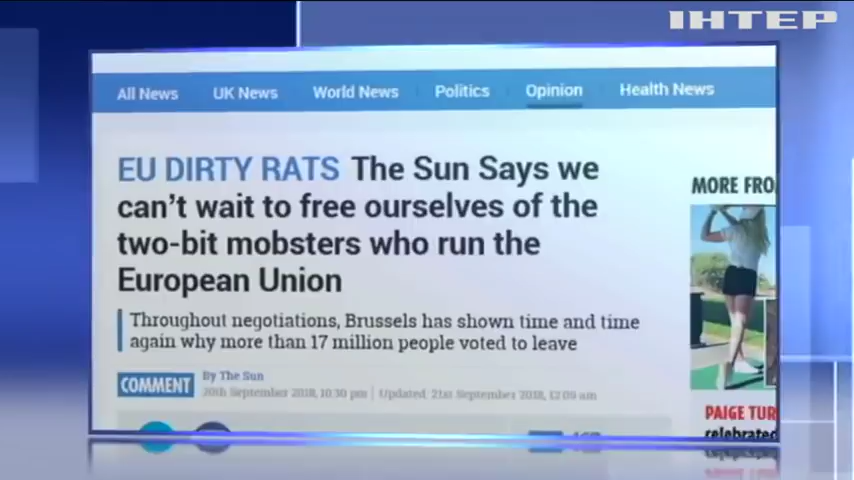 ІНТЕР
All News UK News World News Politics Opinion Health News
EU DIRTY RATS The Sun Says we
can't wait to free ourselves of the
two-bit mobsters who run the
European Union
Throughout negotiations, Brussels has shown time and time
again why more than 17 million people voted to leave
COMMENT
By The Sun
20th September 2018, 10:30 pm | Updated: 21st September 2018, 12:09 am
MORE FRO
PAIGE TUR
celebrated